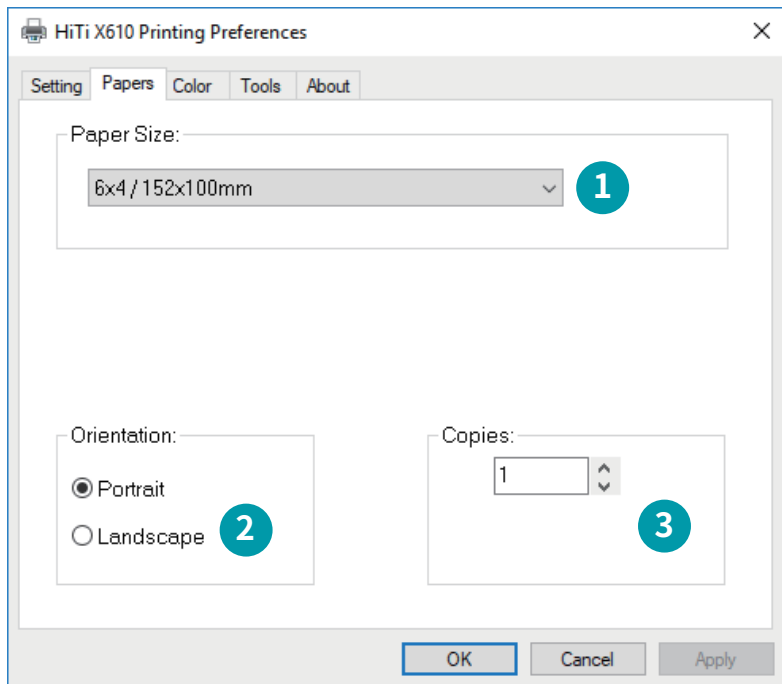 HiTi X610 Printing Preferences
Setting Papers Color Tools About
Paper Size:
6x4 / 152x100mm
1
Orientation:
Portrait
Landscape
2
Copies:
1
3
OK Cancel Apply